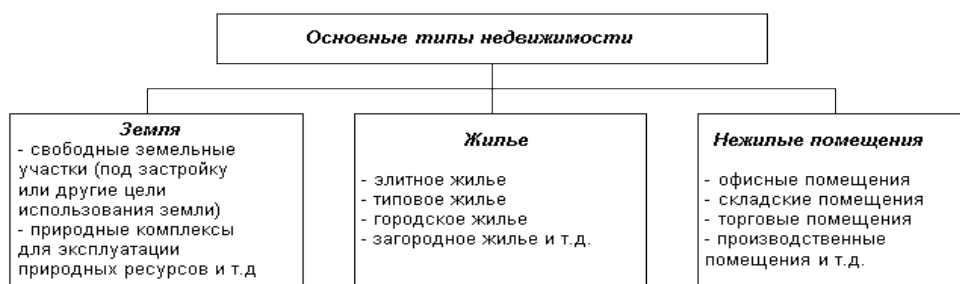 Основные типы недвижимости
Земля
- свободные земельные
участки (под застройку
или другие цели
использования земли)
- природные комплексы
для эксплуатации
природных ресурсов и т.д
Жилье
- элитное жилье
- типовое жилье
- городское жилье
- загородное жилье и т.д.
Нежилые помещения
- офисные помещения
- складские помещения
- торговые помещения
- производственные
помещения и т.д.